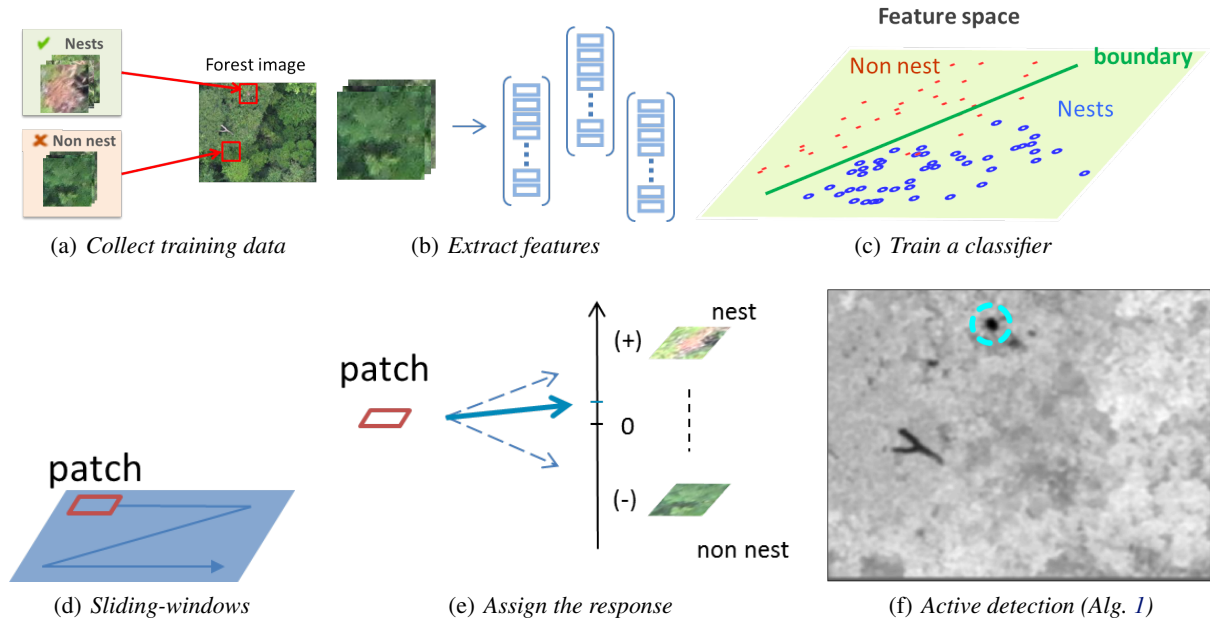 Feature space
✔ Nests
Forest image
Non nest
boundary
Nests
✖ Non nest
(a) Collect training data
(b) Extract features
(c) Train a classifier
nest
(+)
patch
0
patch
(-)
non nest
(d) Sliding-windows
(e) Assign the response
(f) Active detection (Alg. 1)